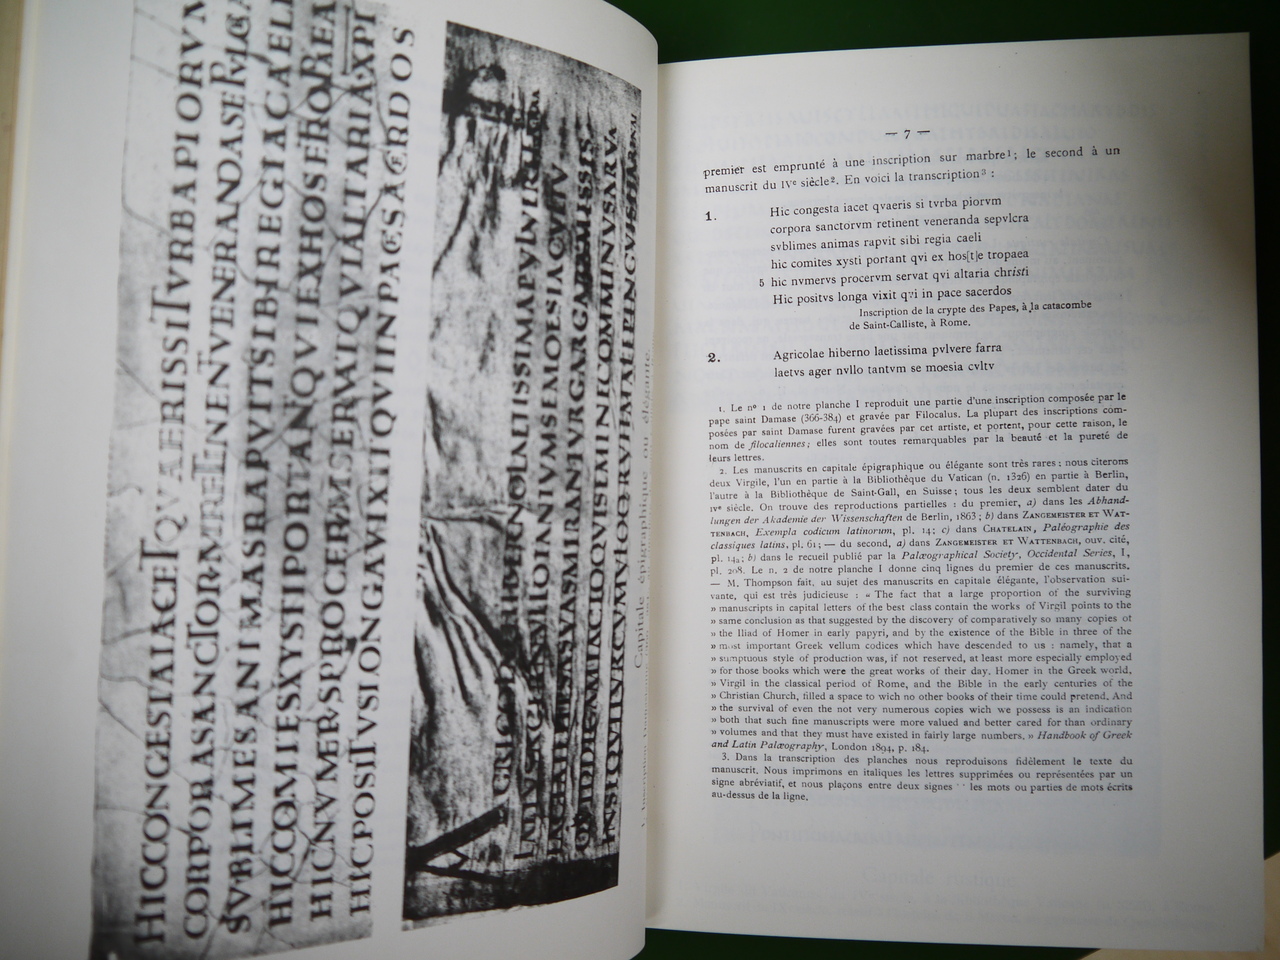 HICCONGESTAIACETQVAERISSITVRBAPIORVM
CORPORASANCTORVMRETINENTVENERANDASEPVLCRA
SVBLIMESANIMASRAPVITSIBIREGIACAELI
HICCOMITESXYSTIPORTANTQVIEXHOSEROPAEA
HICNVMERVSPROCERVMSERVATQVIALTARIAXPI
HICPOSITVSLONGAVIXITQVIINPACESACERDOS
Capitale épigraphique ou élégante.
— 7 —
premier est emprunté à une inscription sur marbre¹; le second à un
manuscrit du IVe siècle². En voici la transcription³ :
1. Hic congesta iacet qvaeris si tvrba piorvm
corpora sanctorvm retinent veneranda sepvlcra
svblimes animas rapvit sibi regia caeli
hic comites xysti portant qvi ex hos[t]e tropaea
5 hic nvmervs procervm servat qvi altaria christi
Hic positvs longa vixit qvi in pace sacerdos
Inscription de la crypte des Papes, à la catacombe
de Saint-Calliste, à Rome.
2. Agricolae hiberno laetissima pvlvere farra
laetvs ager nvllo tantvm se moesia cvltv
1. Le nº 1 de notre planche I reproduit une partie d'une inscription composée par le
pape saint Damase (366-384) et gravée par Filocalus. La plupart des inscriptions com-
posées par saint Damase furent gravées par cet artiste, et portent, pour cette raison, le
nom de filocaliennes; elles sont toutes remarquables par la beauté et la pureté de
leurs lettres.
2. Les manuscrits en capitale épigraphique ou élégante sont très rares : nous citerons
deux Virgile, l'un en partie à la Bibliothèque du Vatican (n. 1326) en partie à Berlin,
l'autre à la Bibliothèque de Saint-Gall, en Suisse; tous les deux semblent dater du
IVe siècle. On trouve des reproductions partielles : du premier, a) dans les Abhand-
lungen der Akademie der Wissenschaften de Berlin, 1863; b) dans ZANGEMEISTER ET WAT-
TENBACH, Exempla codicum latinorum, pl. 14; c) dans CHATELAIN, Paléographie des
classiques latins, pl. 61; — du second, a) dans ZANGEMEISTER ET WATTENBACH, ouv. cité,
pl. 14a; b) dans le recueil publié par la Palæographical Society, Occidental Series, I,
pl. 208. Le n. 2 de notre planche I donne cinq lignes du premier de ces manuscrits.
— M. Thompson fait, au sujet des manuscrits en capitale élégante, l'observation sui-
vante, qui est très judicieuse : « The fact that a large proportion of the surviving
» manuscripts in capital letters of the best class contain the works of Virgil points to the
» same conclusion as that suggested by the discovery of comparatively so many copies of
» the Iliad of Homer in early papyri, and by the existence of the Bible in three of the
» most important Greek vellum codices which have descended to us : namely, that a
» sumptuous style of production was, if not reserved, at least more especially employed
» for those books which were the great works of their day. Homer in the Greek world,
» Virgil in the classical period of Rome, and the Bible in the early centuries of the
» Christian Church, filled a space to wich no other books of their time could pretend. And
» the survival of even the not very numerous copies wich we possess is an indication
» both that such fine manuscripts were more valued and better cared for than ordinary
» volumes and that they must have existed in fairly large numbers. » Handbook of Greek
and Latin Palæography, London 1894, p. 184.
3. Dans la transcription des planches nous reproduisons fidèlement le texte du
manuscrit. Nous imprimons en italiques les lettres supprimées ou représentées par un
signe abréviatif, et nous plaçons entre deux signes les mots ou parties de mots écrits
au-dessus de la ligne.